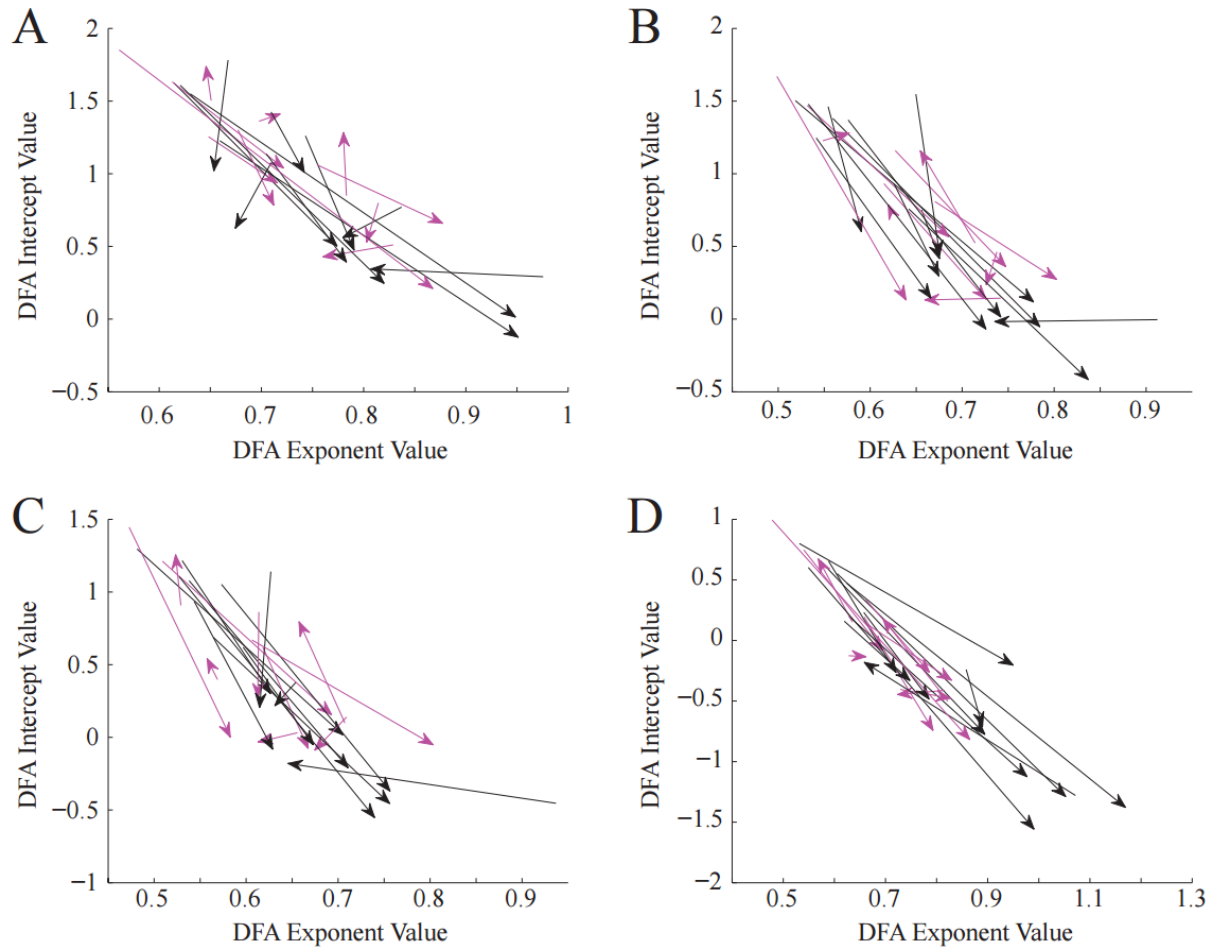 A
2
1.5
1
0.5
0
−0.5
DFA Intercept Value
0.6 0.7 0.8 0.9 1
DFA Exponent Value
B
2
1.5
1
0.5
0
−0.5
DFA Intercept Value
0.5 0.6 0.7 0.8 0.9
DFA Exponent Value
C
1.5
1
0.5
0
−0.5
−1
DFA Intercept Value
0.5 0.6 0.7 0.8 0.9
DFA Exponent Value
D
1
0.5
0
−0.5
−1
−1.5
−2
DFA Intercept Value
0.5 0.7 0.9 1.1 1.3
DFA Exponent Value